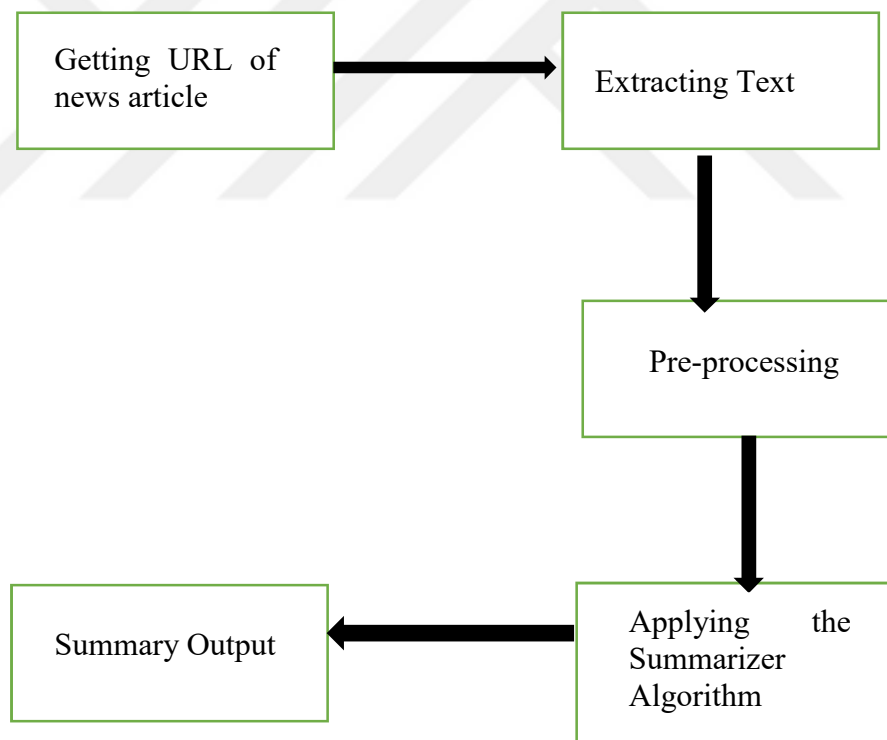 Getting URL of
news article
Extracting Text
Pre-processing
Applying the
Summarizer
Algorithm
Summary Output